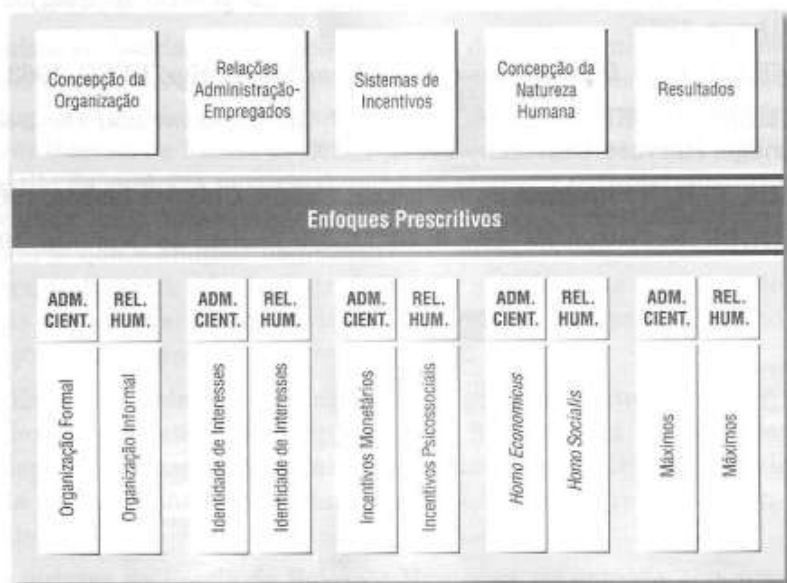 Concepção da
Organização
Relações
Administração-
Empregados
Sistemas de
Incentivos
Concepção da
Natureza
Humana
Resultados
Enfoques Prescritivos
ADM.
CIENT.
REL.
HUM.
ADM.
CIENT.
REL.
HUM.
ADM.
CIENT.
REL.
HUM.
ADM.
CIENT.
REL.
HUM.
ADM.
CIENT.
REL.
HUM.
Organização Formal
Organização Informal
Identidade de Interesses
Identidade de Interesses
Incentivos Monetários
Incentivos Psicossociais
Homo Economicus
Homo Socialis
Máximos
Máximos